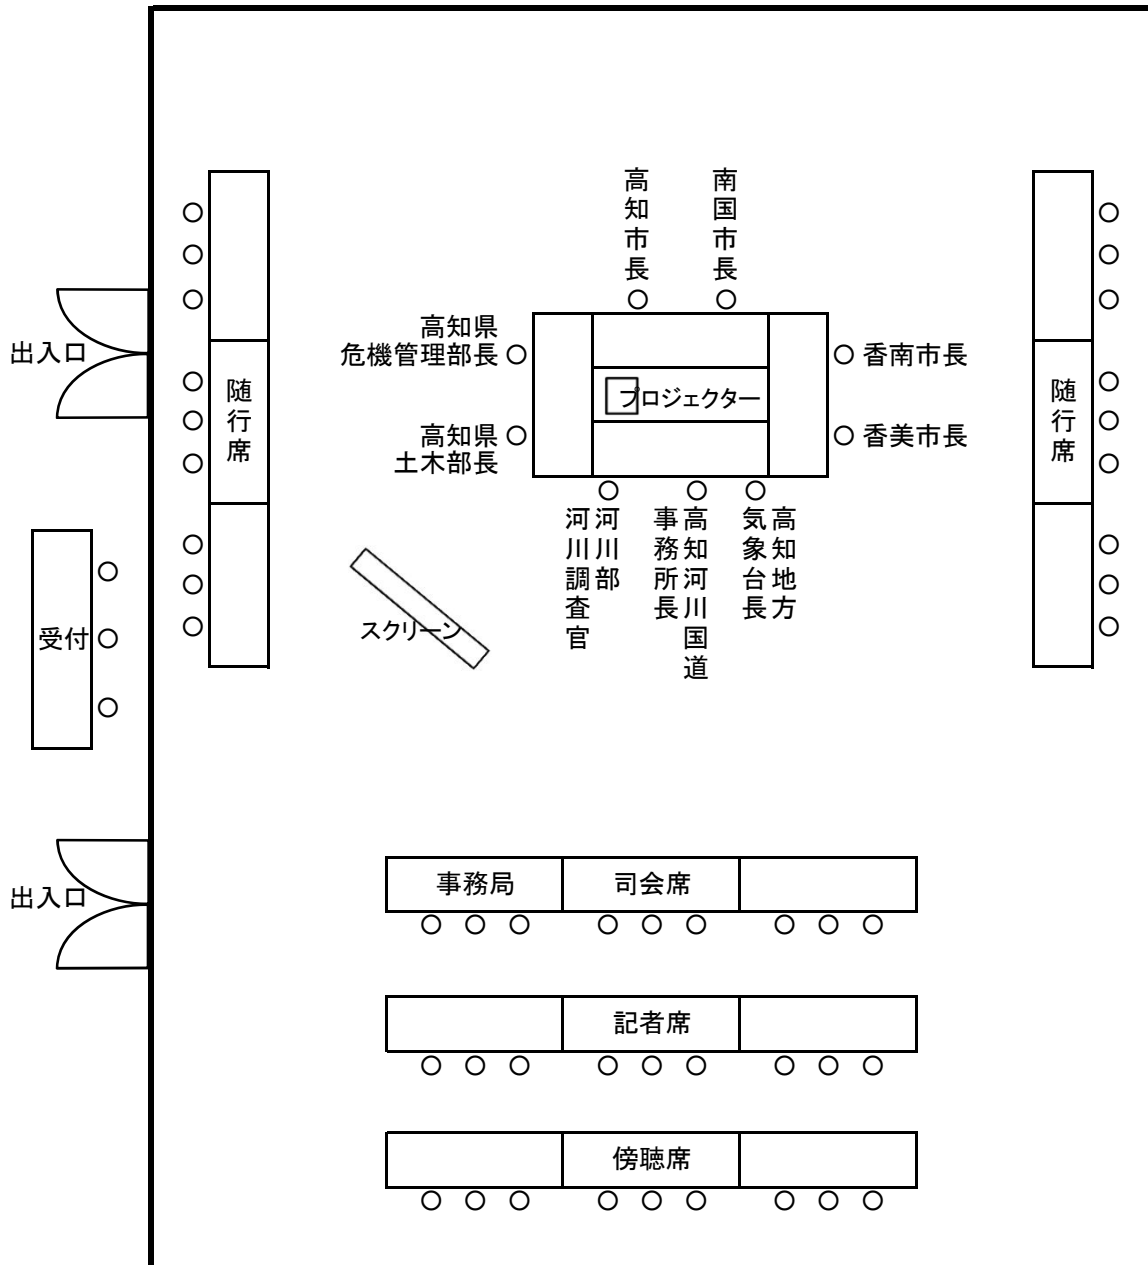 高知市長
南国市長
高知県
危機管理部長
香南市長
出入口
プロジェクター
随行席
随行席
高知県
土木部長
香美市長
河川部
河川調査官
高知河川国道
事務所長
高知地方
気象台長
スクリーン
受付
出入口
事務局
司会席
記者席
傍聴席